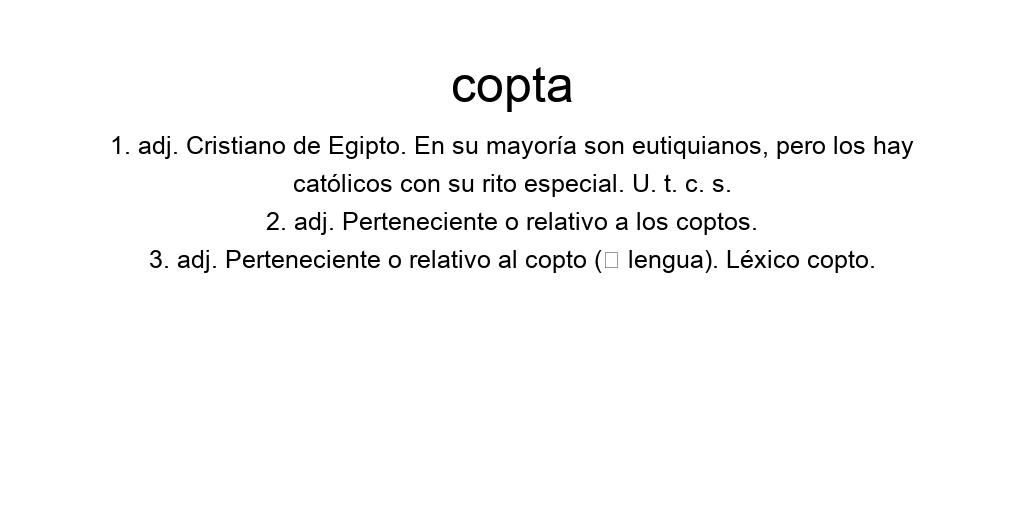 copta
1. adj. Cristiano de Egipto. En su mayoría son eutiquianos, pero los hay
católicos con su rito especial. U. t. c. s.
2. adj. Perteneciente o relativo a los coptos.
3. adj. Perteneciente o relativo al copto (□ lengua). Léxico copto.